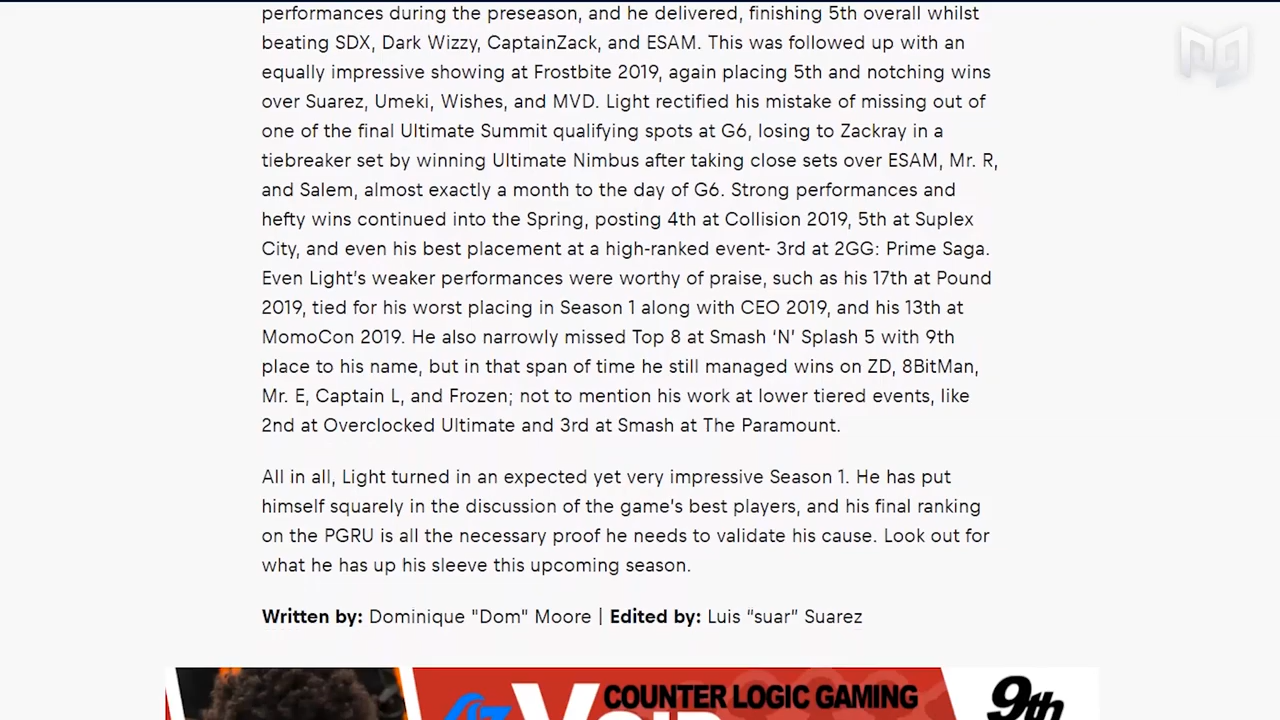 performances during the preseason, and he delivered, finishing 5th overall whilst
beating SDX, Dark Wizzy, CaptainZack, and ESAM. This was followed up with an
equally impressive showing at Frostbite 2019, again placing 5th and notching wins
over Suarez, Umeki, Wishes, and MVD. Light rectified his mistake of missing out of
one of the final Ultimate Summit qualifying spots at G6, losing to Zackray in a
tiebreaker set by winning Ultimate Nimbus after taking close sets over ESAM, Mr. R,
and Salem, almost exactly a month to the day of G6. Strong performances and
hefty wins continued into the Spring, posting 4th at Collision 2019, 5th at Suplex
City, and even his best placement at a high-ranked event- 3rd at 2GG: Prime Saga.
Even Light's weaker performances were worthy of praise, such as his 17th at Pound
2019, tied for his worst placing in Season 1 along with CEO 2019, and his 13th at
MomoCon 2019. He also narrowly missed Top 8 at Smash ‘N’ Splash 5 with 9th
place to his name, but in that span of time he still managed wins on ZD, 8BitMan,
Mr. E, Captain L, and Frozen; not to mention his work at lower tiered events, like
2nd at Overclocked Ultimate and 3rd at Smash at The Paramount.
All in all, Light turned in an expected yet very impressive Season 1. He has put
himself squarely in the discussion of the game's best players, and his final ranking
on the PGRU is all the necessary proof he needs to validate his cause. Look out for
what he has up his sleeve this upcoming season.
Written by: Dominique "Dom" Moore | Edited by: Luis “suar” Suarez
COUNTER LOGIC GAMING
9th